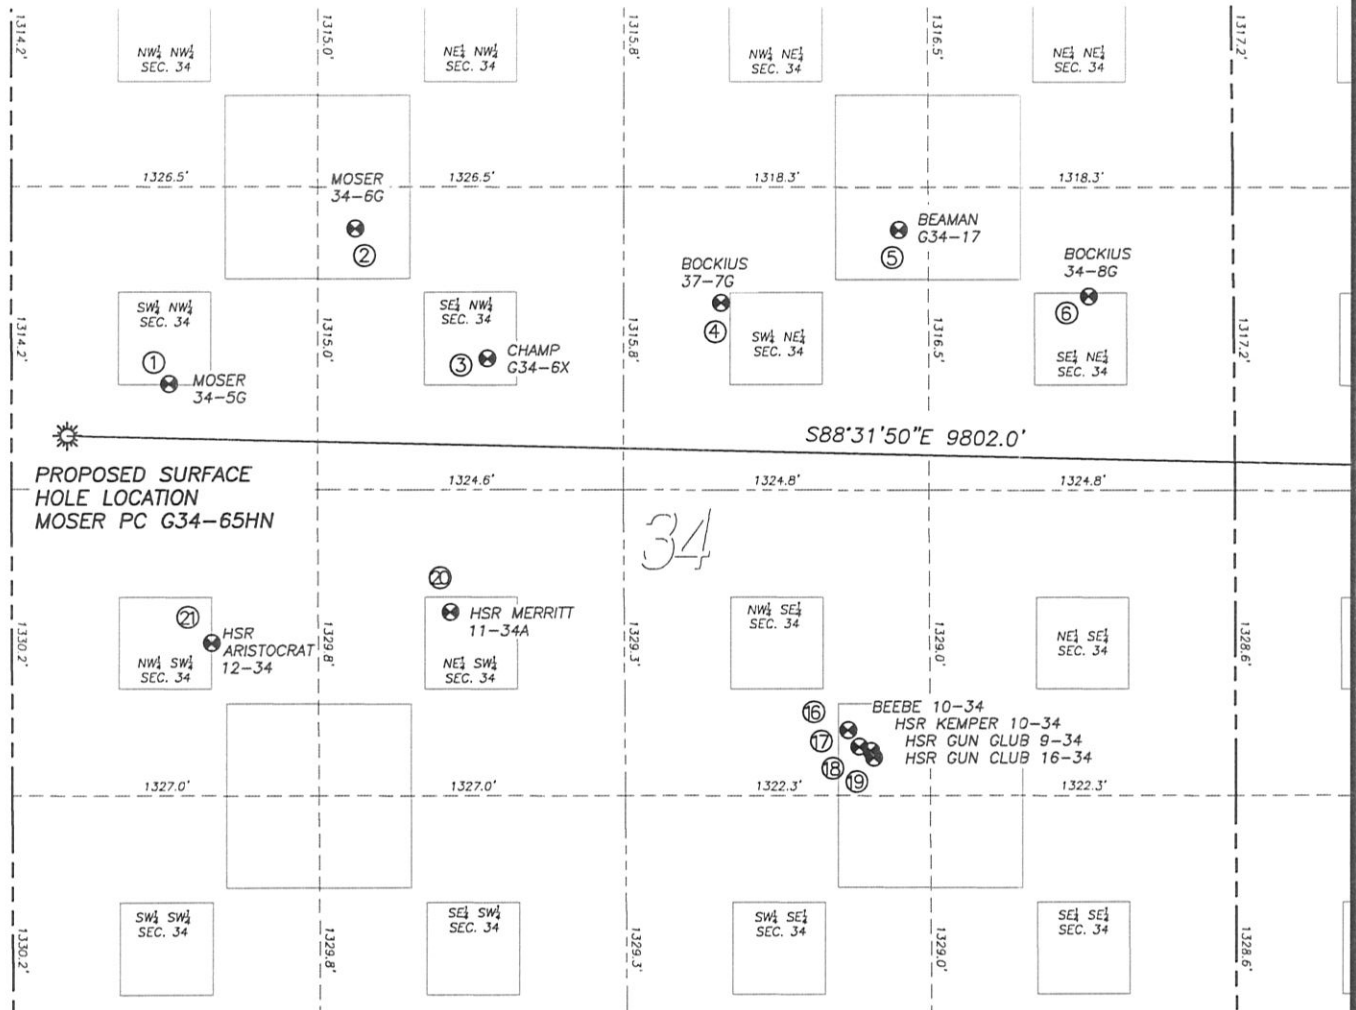 1314.2'
1315.0'
1315.8'
1316.5'
1317.2'
NW¼ NW¼
SEC. 34
NE¼ NW¼
SEC. 34
NW¼ NE¼
SEC. 34
NE¼ NE¼
SEC. 34
1326.5'
1326.5'
1318.3'
1318.3'
MOSER
34-6G
2
BEAMAN
G34-17
5
BOCKIUS
37-7G
4
BOCKIUS
34-8G
6
SW¼ NW¼
SEC. 34
SE¼ NW¼
SEC. 34
SW¼ NE¼
SEC. 34
SE¼ NE¼
SEC. 34
1314.2'
1315.0'
1315.8'
1316.5'
1317.2'
1
MOSER
34-5G
3
CHAMP
G34-6X
S88°31'50"E 9802.0'
PROPOSED SURFACE
HOLE LOCATION
MOSER PC G34-65HN
1324.6'
1324.8'
1324.8'
34
20
HSR MERRITT
11-34A
21
HSR
ARISTOCRAT
12-34
NW¼ SW¼
SEC. 34
NE¼ SW¼
SEC. 34
NW¼ SE¼
SEC. 34
NE¼ SE¼
SEC. 34
1330.2'
1329.8'
1329.3'
1329.0'
1328.6'
16
BEEBE 10-34
17
HSR KEMPER 10-34
18
HSR GUN GLUB 9-34
19
HSR GUN CLUB 16-34
1327.0'
1327.0'
1322.3'
1322.3'
SW¼ SW¼
SEC. 34
SE¼ SW¼
SEC. 34
SW¼ SE¼
SEC. 34
SE¼ SE¼
SEC. 34
1330.2'
1329.8'
1329.3'
1329.0'
1328.6'